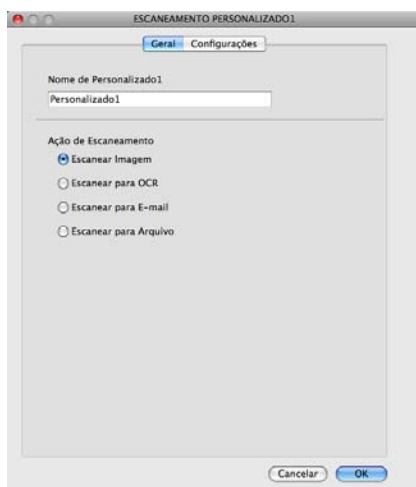 ESCANEAMENTO PERSONALIZADO1
Geral Configurações
Nome de Personalizado1
Personalizado1
Ação de Escaneamento
Escanear Imagem
Escanear para OCR
Escanear para E-mail
Escanear para Arquivo
Cancelar OK